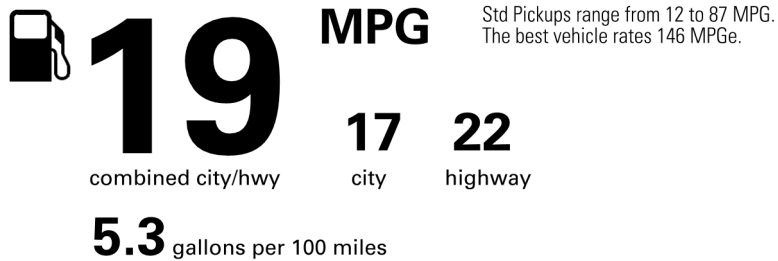 19
MPG
Std Pickups range from 12 to 87 MPG.
The best vehicle rates 146 MPGe.
combined city/hwy
17
city
22
highway
5.3 gallons per 100 miles